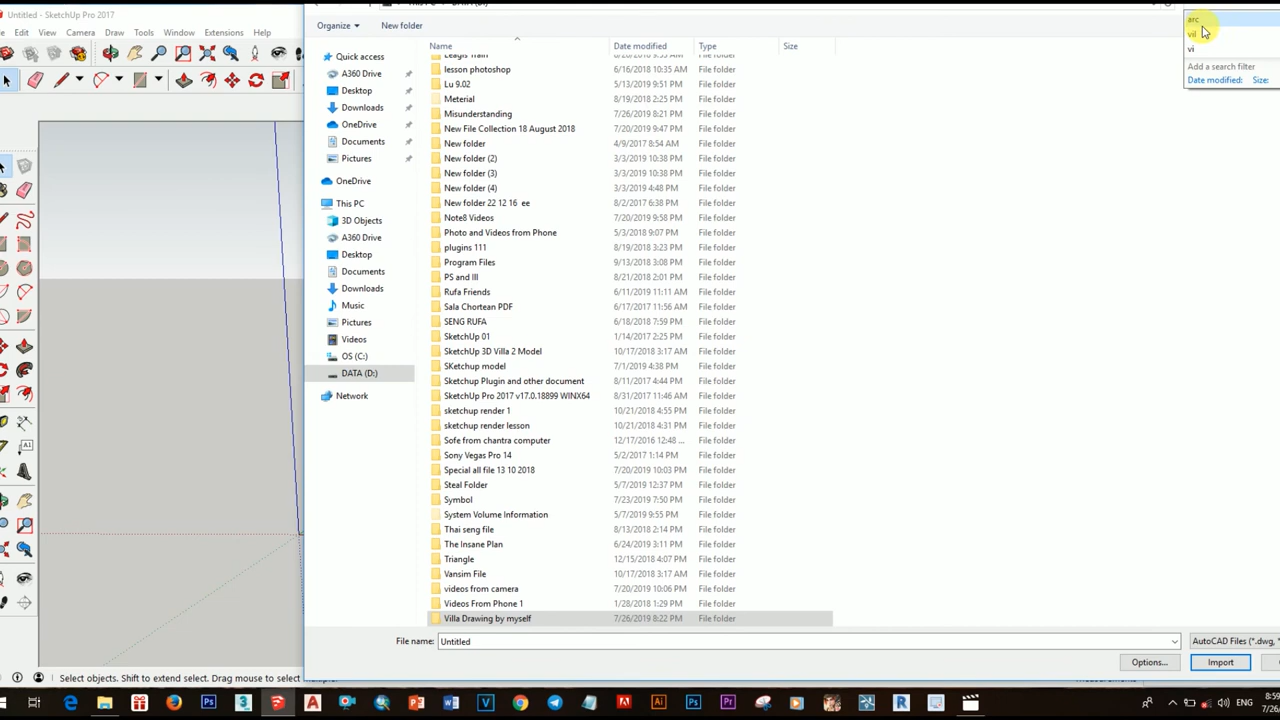 Untitled - SketchUp Pro 2017
Edit View Camera Draw Tools Window Extensions Help
Organize New folder
Name Date modified Type Size
Quick access
A360 Drive
Desktop
Downloads
OneDrive
Documents
Pictures
OneDrive
This PC
3D Objects
A360 Drive
Desktop
Documents
Downloads
Music
Pictures
Videos
OS (C:)
DATA (D:)
Network
lesson photoshop 6/16/2018 10:35 AM File folder
Lu 9.02 5/13/2019 9:51 PM File folder
Meterial 8/19/2018 2:25 PM File folder
Misunderstanding 7/26/2019 8:21 PM File folder
New File Collection 18 August 2018 7/20/2019 9:47 PM File folder
New folder 4/9/2017 8:54 AM File folder
New folder (2) 3/3/2019 10:38 PM File folder
New folder (3) 3/3/2019 10:38 PM File folder
New folder (4) 3/3/2019 4:48 PM File folder
New folder 22 12 16 ee 8/2/2017 6:38 PM File folder
Note8 Videos 7/20/2019 9:58 PM File folder
Photo and Videos from Phone 5/3/2018 9:07 PM File folder
plugins 111 8/19/2018 3:23 PM File folder
Program Files 9/13/2018 3:08 PM File folder
PS and Ill 8/21/2018 2:01 PM File folder
Rufa Friends 6/11/2019 11:11 AM File folder
Sala Chortean PDF 6/17/2017 11:56 AM File folder
SENG RUFA 6/18/2018 7:59 PM File folder
SketchUp 01 1/14/2017 2:25 PM File folder
SketchUp 3D Villa 2 Model 10/17/2018 3:17 AM File folder
SKetchup model 7/1/2019 4:38 PM File folder
Sketchup Plugin and other document 8/11/2017 4:44 PM File folder
SketchUp Pro 2017 v17.0.18899 WINX64 8/31/2017 11:46 AM File folder
sketchup render 1 10/21/2018 4:55 PM File folder
sketchup render lesson 10/21/2018 4:31 PM File folder
Sofe from chantra computer 12/17/2016 12:48 ... File folder
Sony Vegas Pro 14 5/2/2017 1:14 PM File folder
Special all file 13 10 2018 7/20/2019 10:03 PM File folder
Steal Folder 5/7/2019 12:37 PM File folder
Symbol 7/23/2019 7:50 PM File folder
System Volume Information 5/7/2019 9:55 PM File folder
Thai seng file 8/13/2018 2:14 PM File folder
The Insane Plan 6/24/2019 3:11 PM File folder
Triangle 12/15/2018 4:07 PM File folder
Vansim File 10/17/2018 3:17 AM File folder
videos from camera 7/20/2019 10:06 PM File folder
Videos From Phone 1 1/28/2018 1:29 PM File folder
Villa Drawing by myself 7/26/2019 8:22 PM File folder
arc
vil
vi
Add a search filter
Date modified: Size:
File name: Untitled AutoCAD Files (*.dwg, *
Options... Import
Select objects. Shift to extend select. Drag mouse to select multiple.
ENG
8:59
7/26/